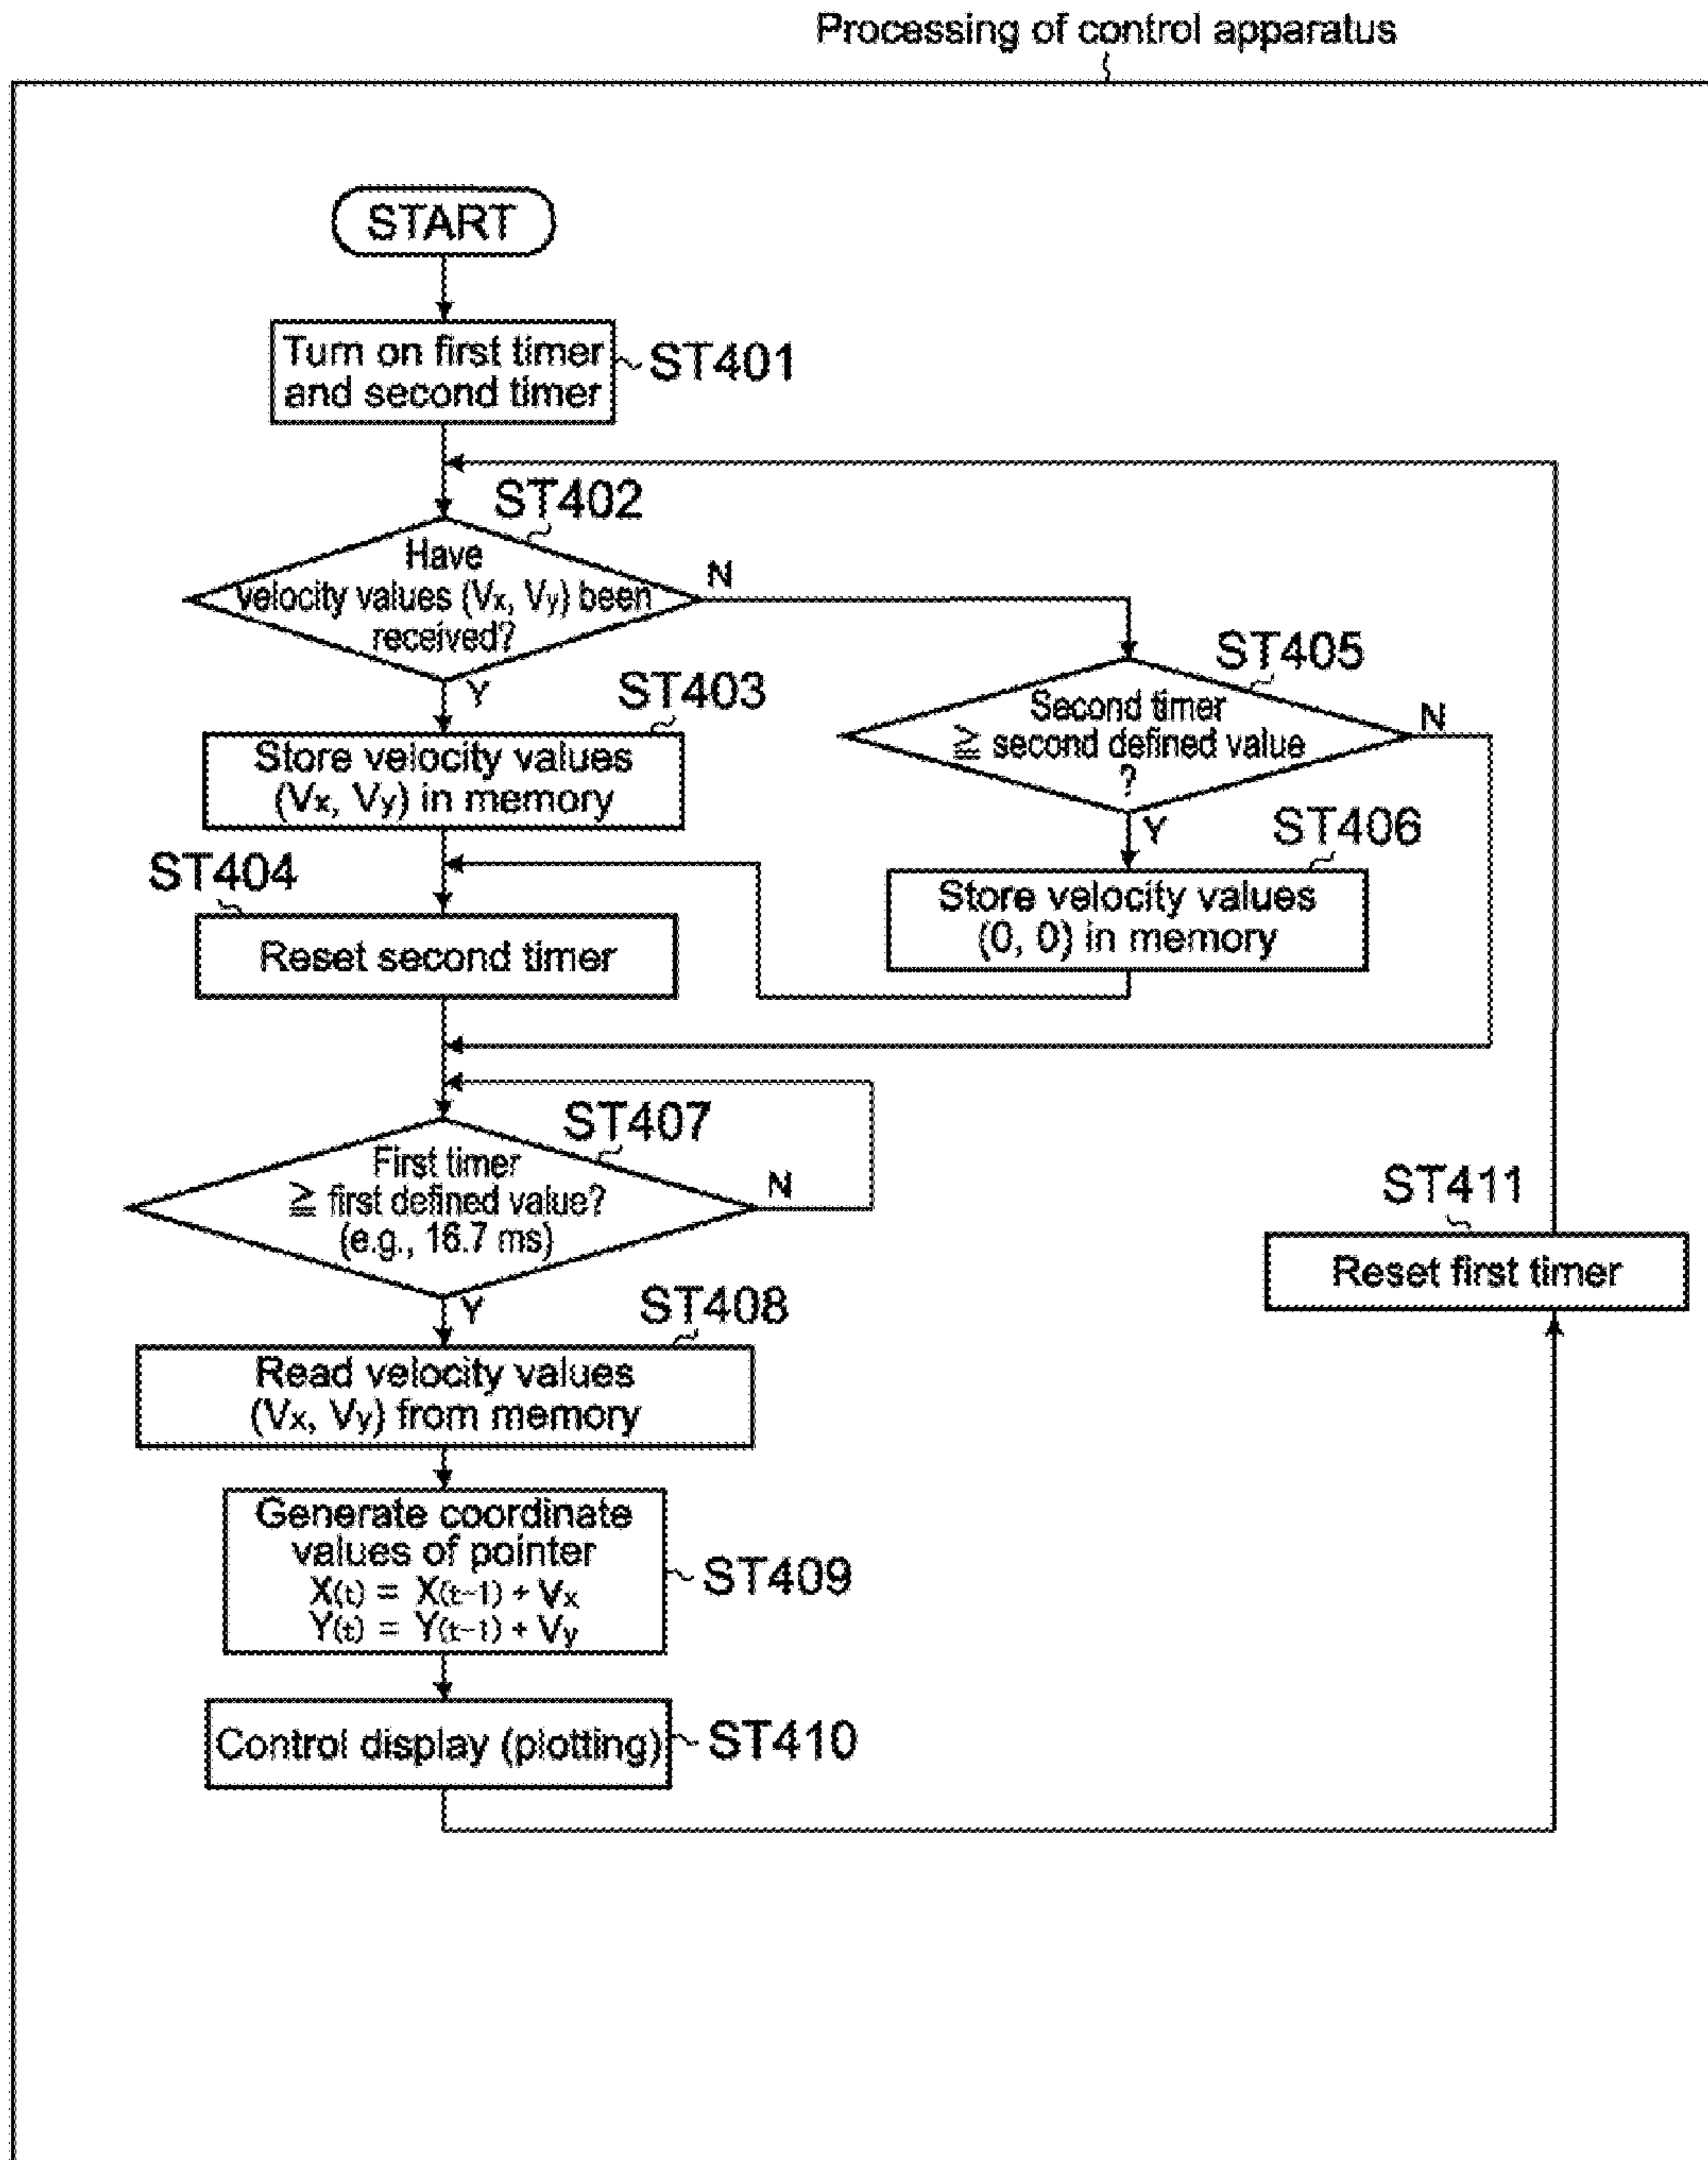 Processing of control apparatus
START
Turn on first timer
and second timer
ST401
ST402
Have
velocity values (Vx, Vy) been
received?
N
Y
ST403
Store velocity values
(Vx, Vy) in memory
ST405
Second timer
≧ second defined value
?
N
Y
ST406
Store velocity values
(0, 0) in memory
ST404
Reset second timer
ST407
First timer
≧ first defined value?
(e.g., 16.7 ms)
N
Y
ST411
Reset first timer
ST408
Read velocity values
(Vx, Vy) from memory
Generate coordinate
values of pointer
X(t) = X(t-1) + Vx
Y(t) = Y(t-1) + Vy
ST409
Control display (plotting)
ST410